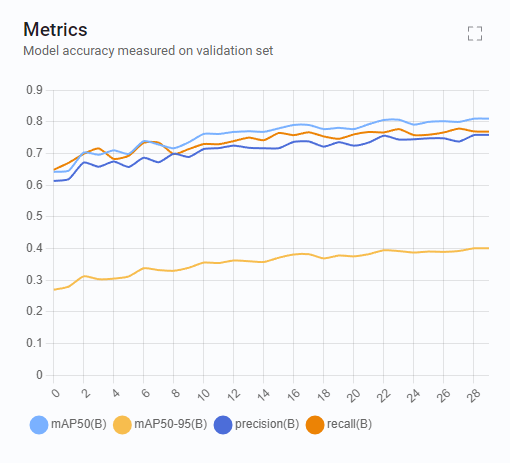 Metrics
Model accuracy measured on validation set
0.9
0.8
0.7
0.6
0.5
0.4
0.3
0.2
0.1
0
0 2 4 6 8 10 12 14 16 18 20 22 24 26 28
mAP50(B) mAP50-95(B) precision(B) recall(B)